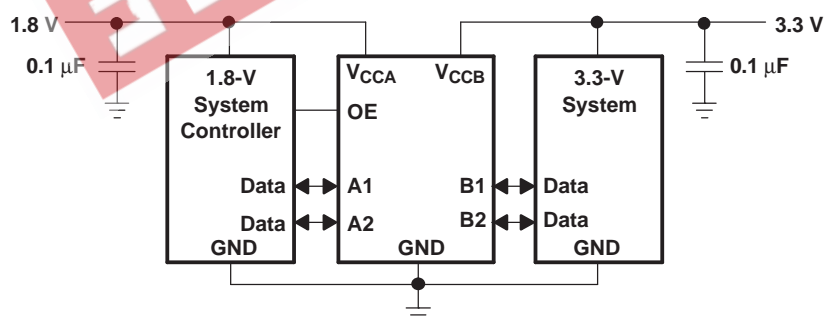 1.8 V
3.3 V
0.1 μF
0.1 μF
1.8-V
System
Controller
VCCA
VCCB
OE
3.3-V
System
Data
A1
B1
Data
Data
A2
B2
Data
GND
GND
GND